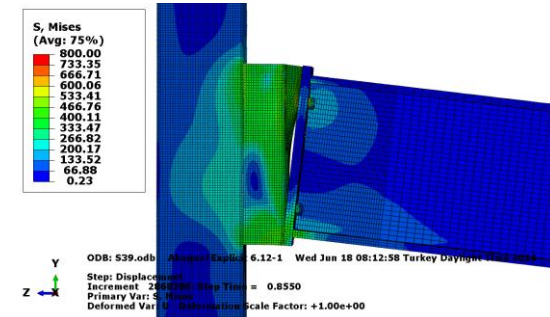 S, Mises
(Avg: 75%)
800.00
733.35
666.71
600.06
533.41
466.76
400.11
333.47
266.82
200.17
133.52
66.88
0.23
Y
Z
X
ODB: S39.odb Abaqus/Explicit 6.12-1 Wed Jun 18 08:12:58 Turkey Daylight
Step: Displacement
Increment Step Time = 0.8550
Primary Var: S, Mises
Deformed Var: U Deformation Scale Factor: +1.00e+00